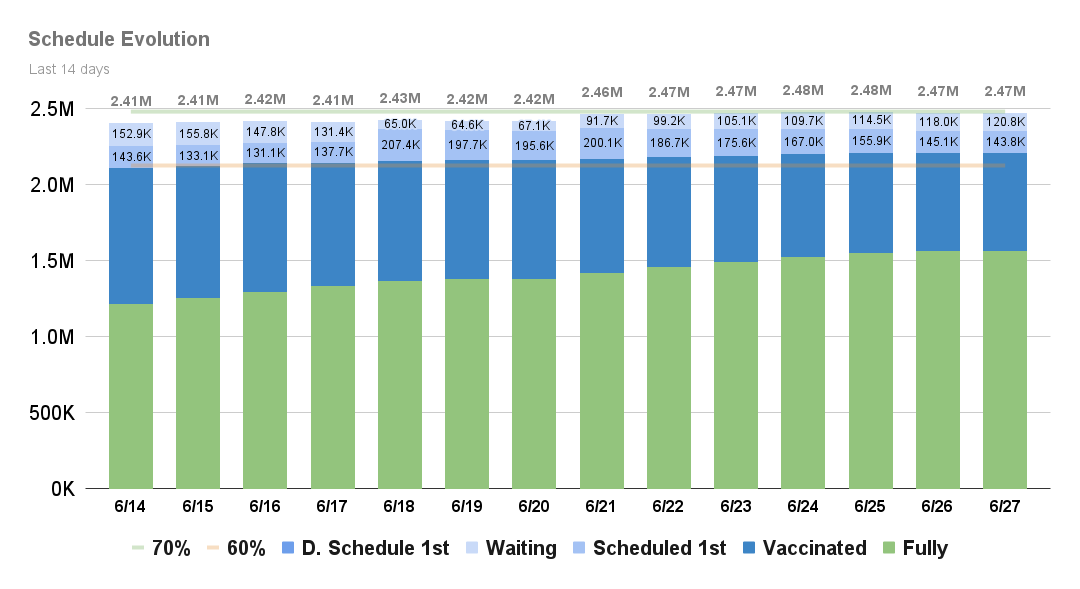 Schedule Evolution
Last 14 days
2.41M 2.41M 2.42M 2.41M 2.43M 2.42M 2.42M 2.46M 2.47M 2.47M 2.48M 2.48M 2.47M 2.47M
2.5M
152.9K 155.8K 147.8K 131.4K 65.0K 64.6K 67.1K 91.7K 99.2K 105.1K 109.7K 114.5K 118.0K 120.8K
143.6K 133.1K 131.1K 137.7K 207.4K 197.7K 195.6K 200.1K 186.7K 175.6K 167.0K 155.9K 145.1K 143.8K
2.0M
1.5M
1.0M
500K
0K
6/14 6/15 6/16 6/17 6/18 6/19 6/20 6/21 6/22 6/23 6/24 6/25 6/26 6/27
70% 60% D. Schedule 1st Waiting Scheduled 1st Vaccinated Fully